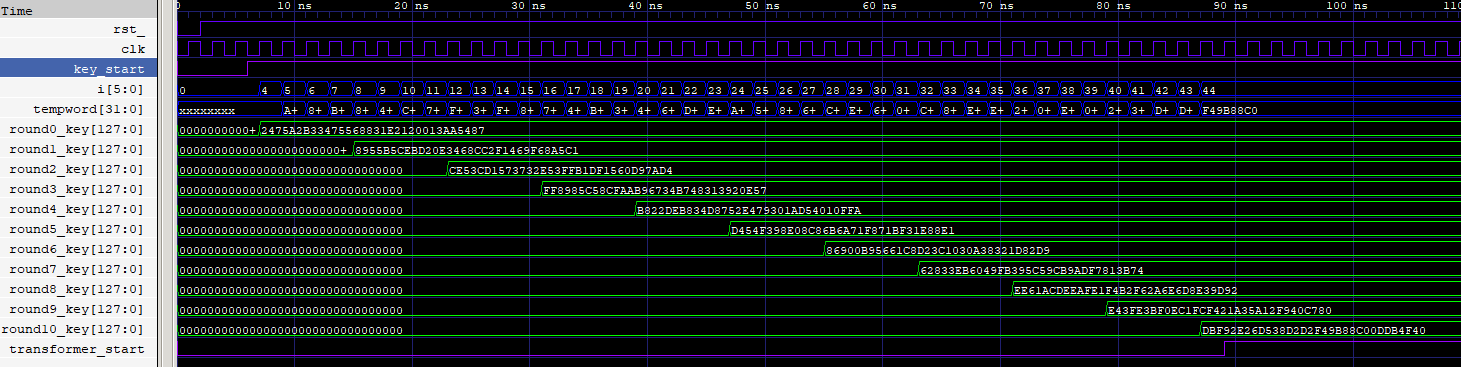 Time
0 10 ns 20 ns 30 ns 40 ns 50 ns 60 ns 70 ns 80 ns 90 ns 100 ns 110
rst_
clk
key_start
i[5:0] 0 4 5 6 7 8 9 10 11 12 13 14 15 16 17 18 19 20 21 22 23 24 25 26 27 28 29 30 31 32 33 34 35 36 37 38 39 40 41 42 43 44
tempword[31:0] xxxxxxxx A+ 8+ B+ 8+ 4+ C+ 7+ F+ 3+ F+ 8+ 7+ 4+ B+ 3+ 4+ 6+ D+ E+ A+ 5+ 8+ 6+ C+ E+ 6+ 0+ C+ 8+ E+ E+ 2+ 0+ E+ 0+ 2+ 3+ D+ D+ F49B88C0
round0_key[127:0] 0000000000+ 2475A2B33475568831E2120013AA5487
round1_key[127:0] 00000000000000000000000+ 8955B5CEBD20E3468CC2F1469F68A5C1
round2_key[127:0] 00000000000000000000000000000000 CE53CD1573732E53FFB1DF1560D97AD4
round3_key[127:0] 00000000000000000000000000000000 FF8985C58CFAAB96734B748313920E57
round4_key[127:0] 00000000000000000000000000000000 B822DEB834D8752E479301AD54010FFA
round5_key[127:0] 00000000000000000000000000000000 D454F398E08C86B6A71F871BF31E88E1
round6_key[127:0] 00000000000000000000000000000000 86900B95661C8D23C1030A38321D82D9
round7_key[127:0] 00000000000000000000000000000000 62833EB6049FB395C59CB9ADF7813B74
round8_key[127:0] 00000000000000000000000000000000 EE61ACDEEAFE1F4B2F62A6E6D8E39D92
round9_key[127:0] 00000000000000000000000000000000 E43FE3BF0EC1FCF421A35A12F940C780
round10_key[127:0] 00000000000000000000000000000000 DBF92E26D538D2D2F49B88C00DDB4F40
transformer_start